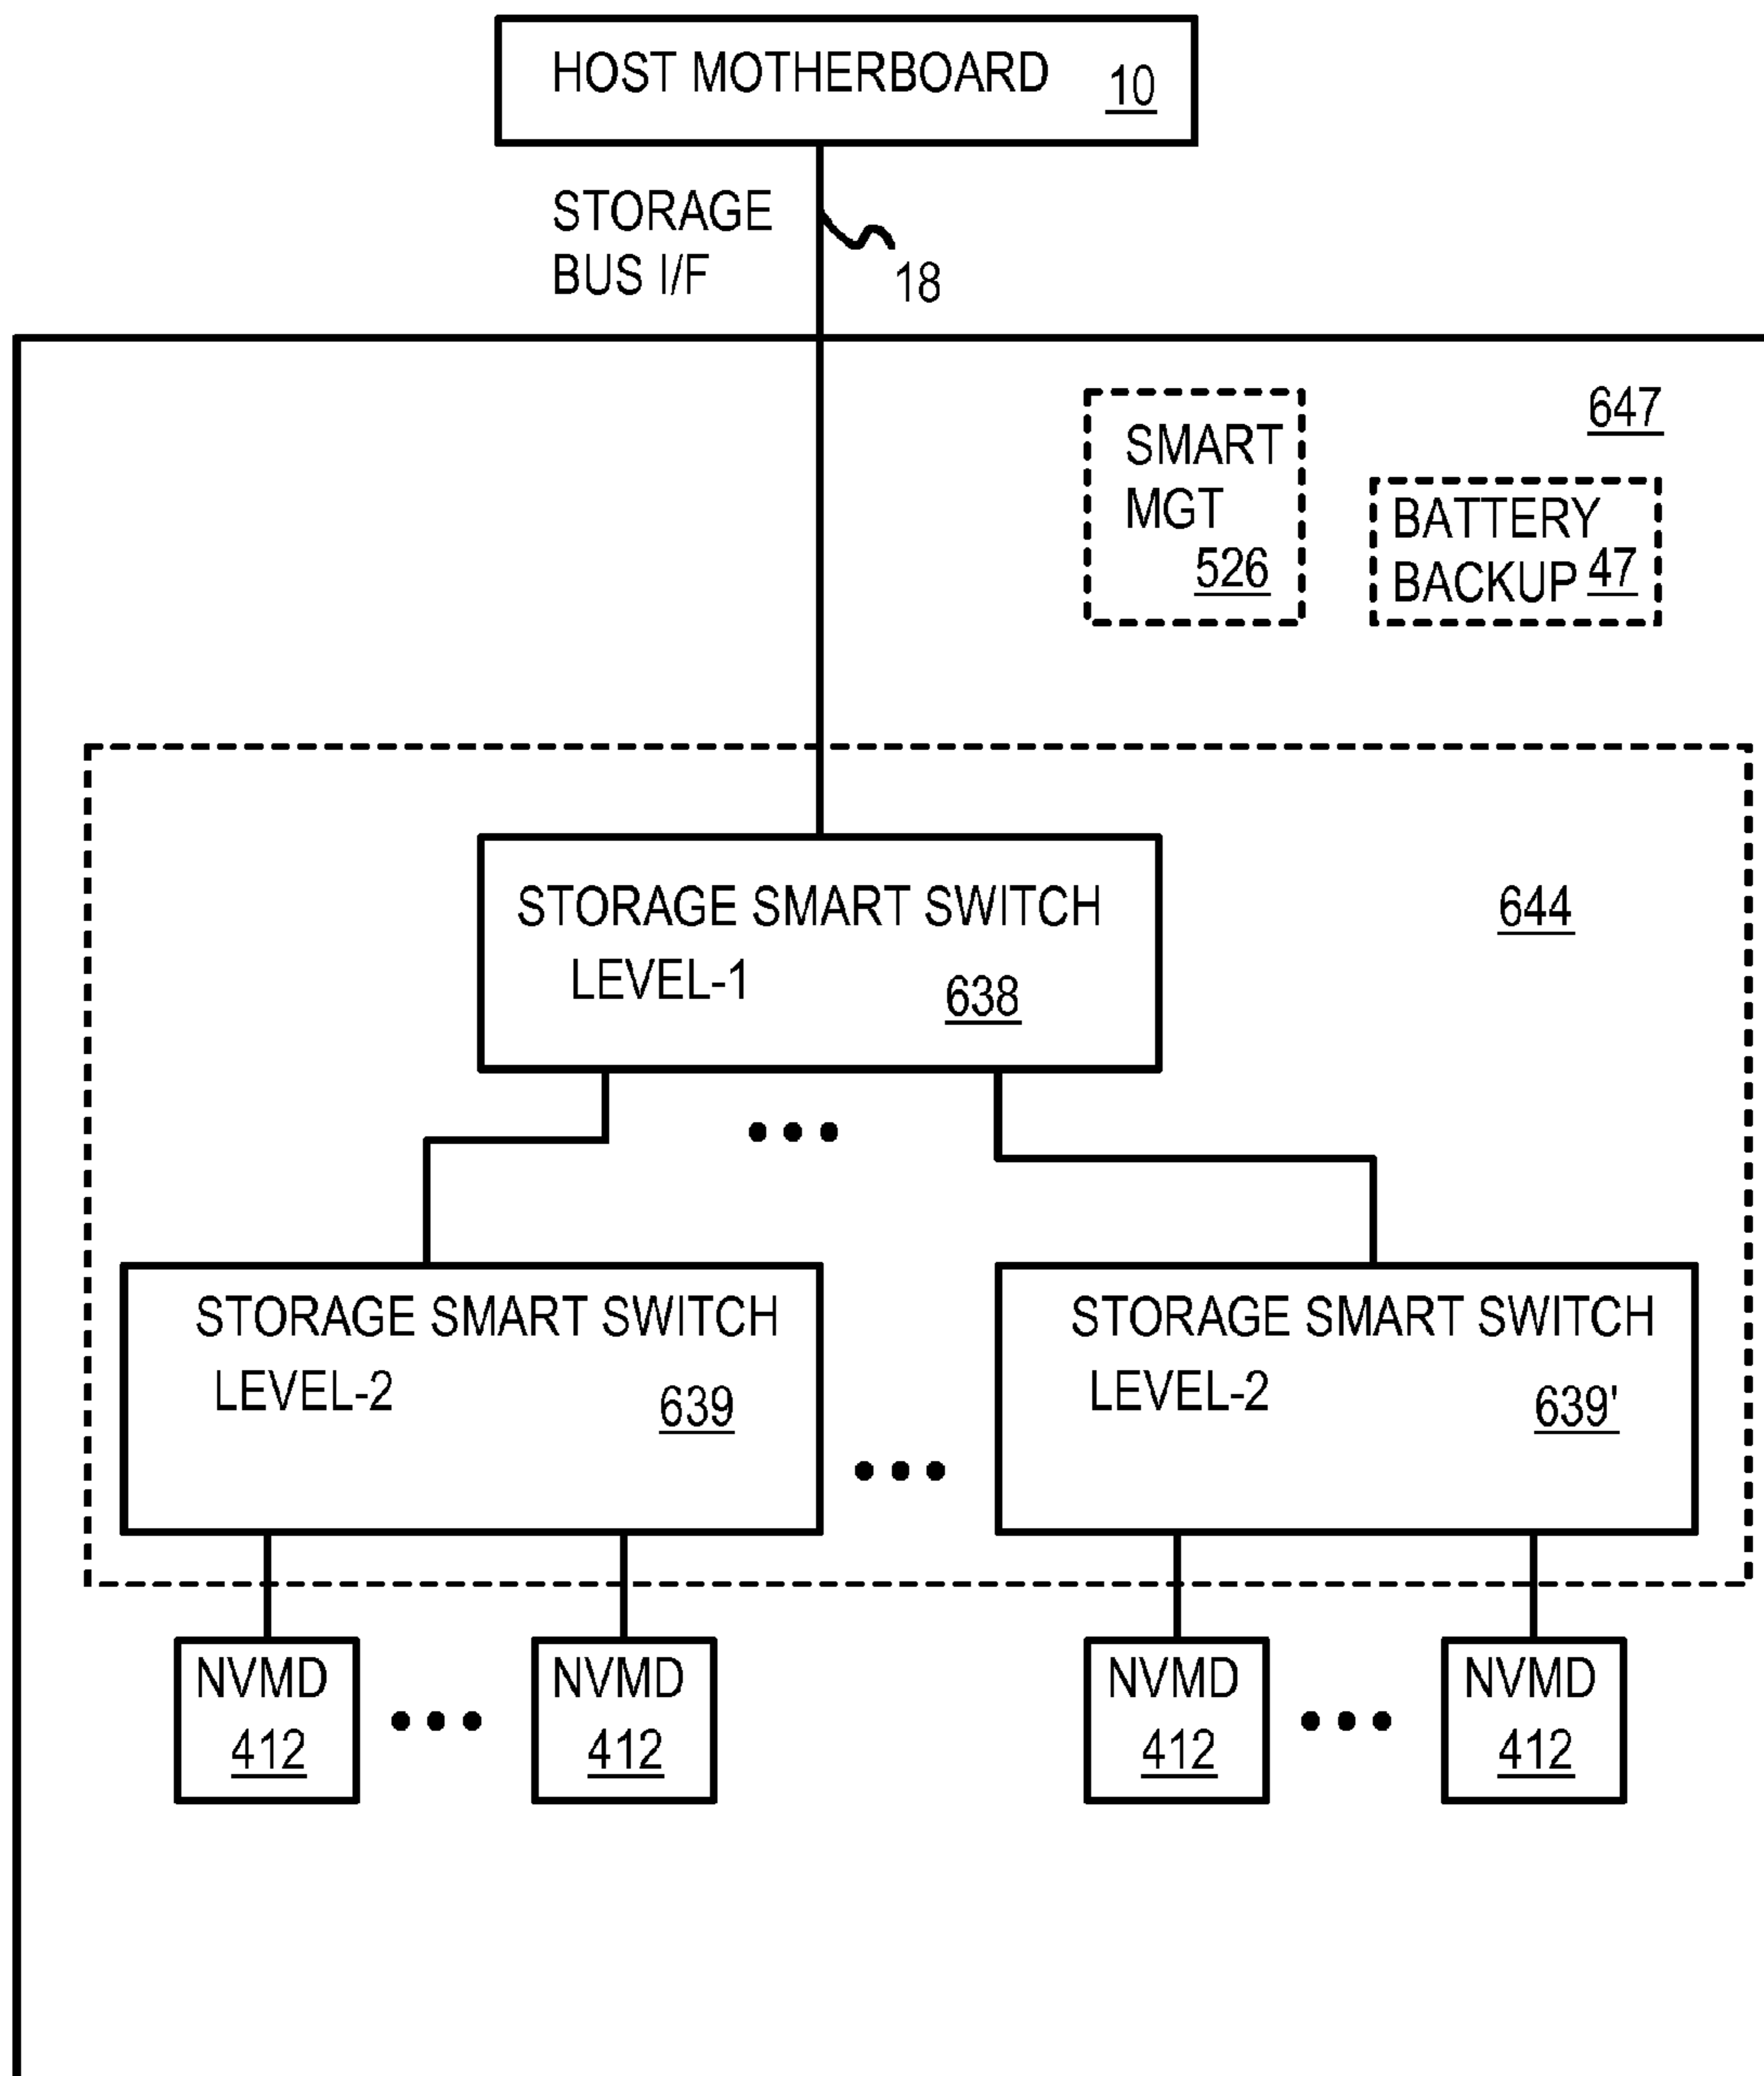 HOST MOTHERBOARD 10
STORAGE
BUS I/F
18
647
SMART
MGT
526
BATTERY
BACKUP 47
STORAGE SMART SWITCH
LEVEL-1
638
644
STORAGE SMART SWITCH
LEVEL-2
639
STORAGE SMART SWITCH
LEVEL-2
639'
NVMD
412
NVMD
412
NVMD
412
NVMD
412